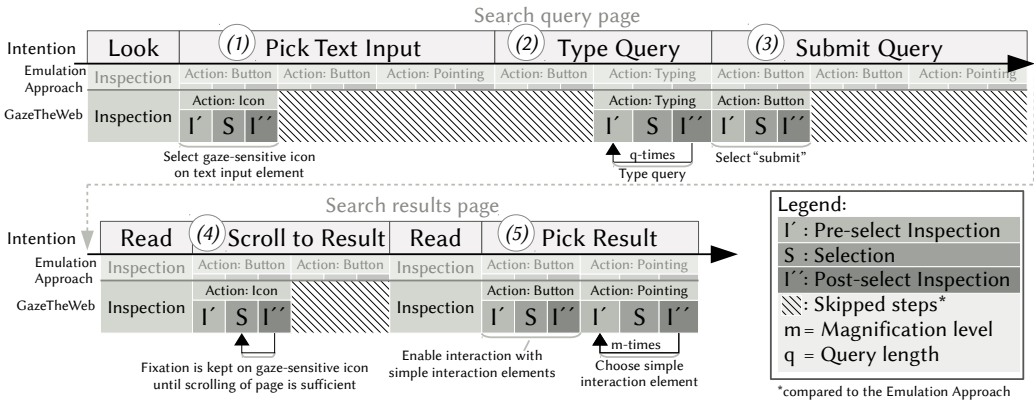 Search query page
Intention Look (1) Pick Text Input (2) Type Query (3) Submit Query
Emulation Approach Inspection Action: Button Action: Button Action: Pointing Action: Button Action: Typing Action: Button Action: Button Action: Pointing
GazeTheWeb Inspection Action: Icon Action: Typing Action: Button
I´ S I´´ I´ S I´´ I´ S I´´
Select gaze-sensitive icon
on text input element
q-times
Type query
Select “submit”
Search results page
Intention Read (4) Scroll to Result Read (5) Pick Result
Emulation Approach Inspection Action: Button Action: Button Inspection Action: Button Action: Pointing
GazeTheWeb Inspection Action: Icon Inspection Action: Button Action: Pointing
I´ S I´´ I´ S I´´ I´ S I´´
Fixation is kept on gaze-sensitive icon
until scrolling of page is sufficient
Enable interaction with
simple interaction elements
m-times
Choose simple
interaction element
Legend:
I´ : Pre-select Inspection
S : Selection
I´´ : Post-select Inspection
: Skipped steps*
m = Magnification level
q = Query length
*compared to the Emulation Approach